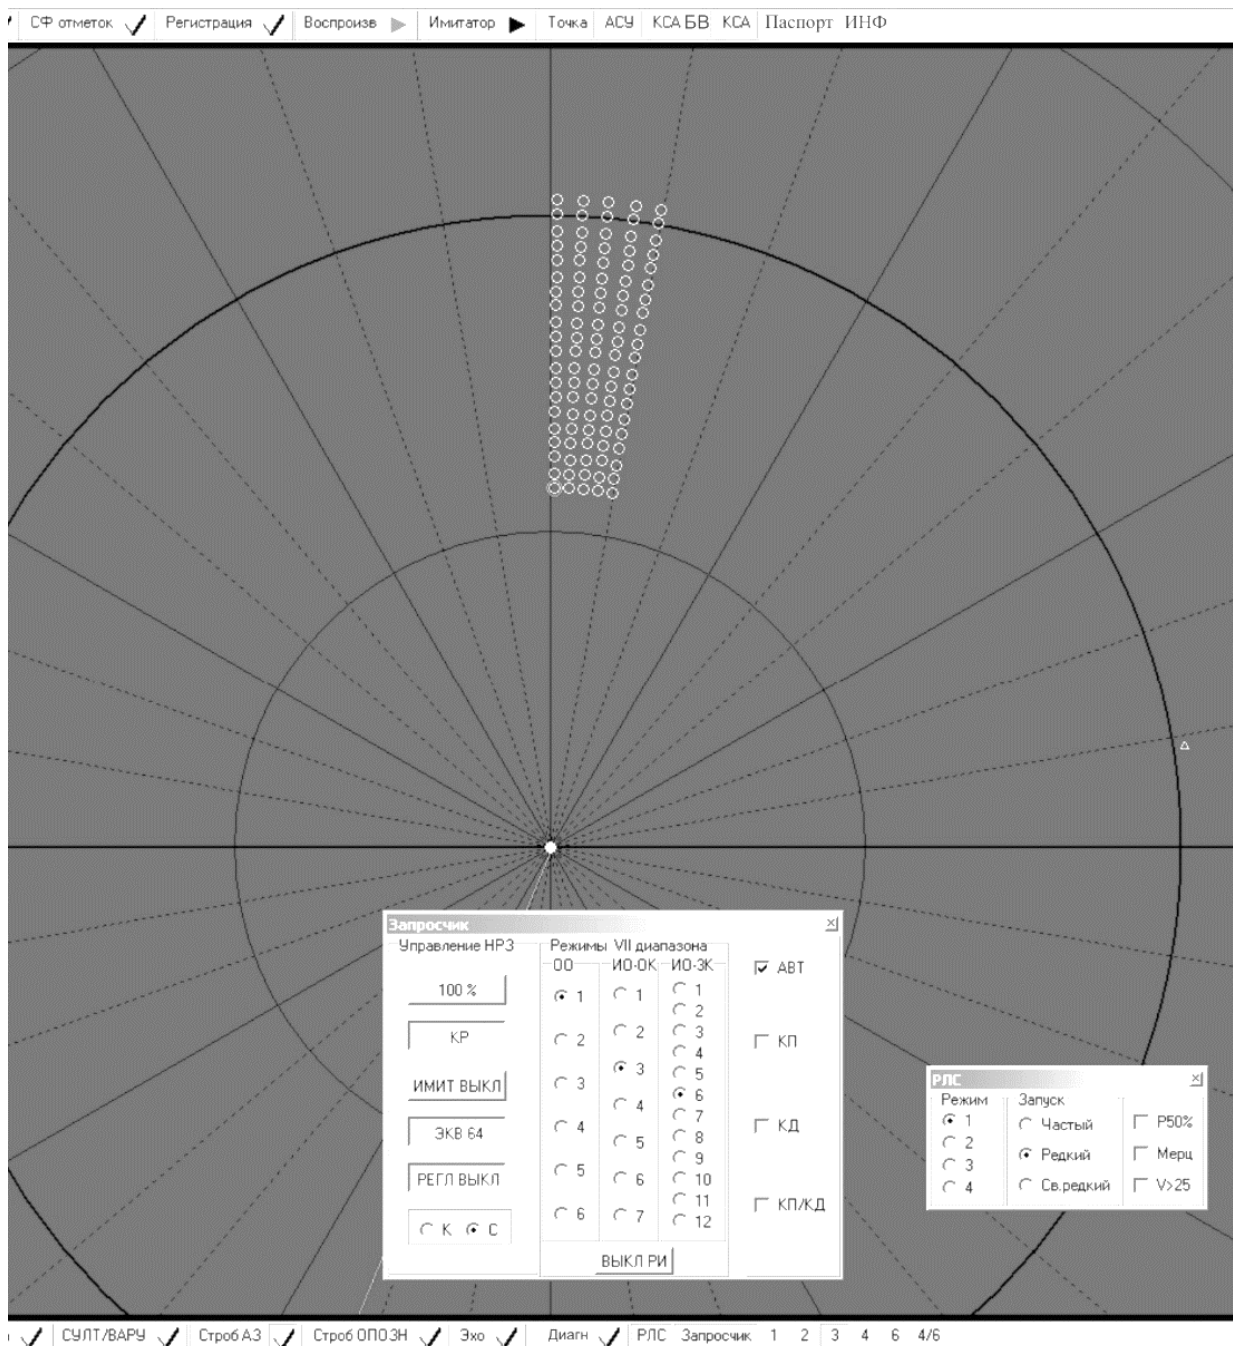 СФ отметок Регистрация Воспроизв Имитатор Точка АСУ КСА БВ КСА Паспорт ИНФ
Запросчик
Управление НРЗ
100 %
КР
ИМИТ ВЫКЛ
ЭКВ 64
РЕГЛ ВЫКЛ
К С
Режимы VII диапазона
ОО ИО-ОК ИО-ЗК
1
2
3
4
5
6
1
2
3
4
5
6
7
1
2
3
4
5
6
7
8
9
10
11
12
ВЫКЛ РИ
АВТ
КП
КД
КП/КД
РЛС
Режим
1
2
3
4
Запуск
Частый
Редкий
Св.редкий
Р50%
Мерц
V>25
СУЛТ/ВАРУ Строб АЗ Строб ОПОЗН Эхо Диагн РЛС Запросчик 1 2 3 4 6 4/6